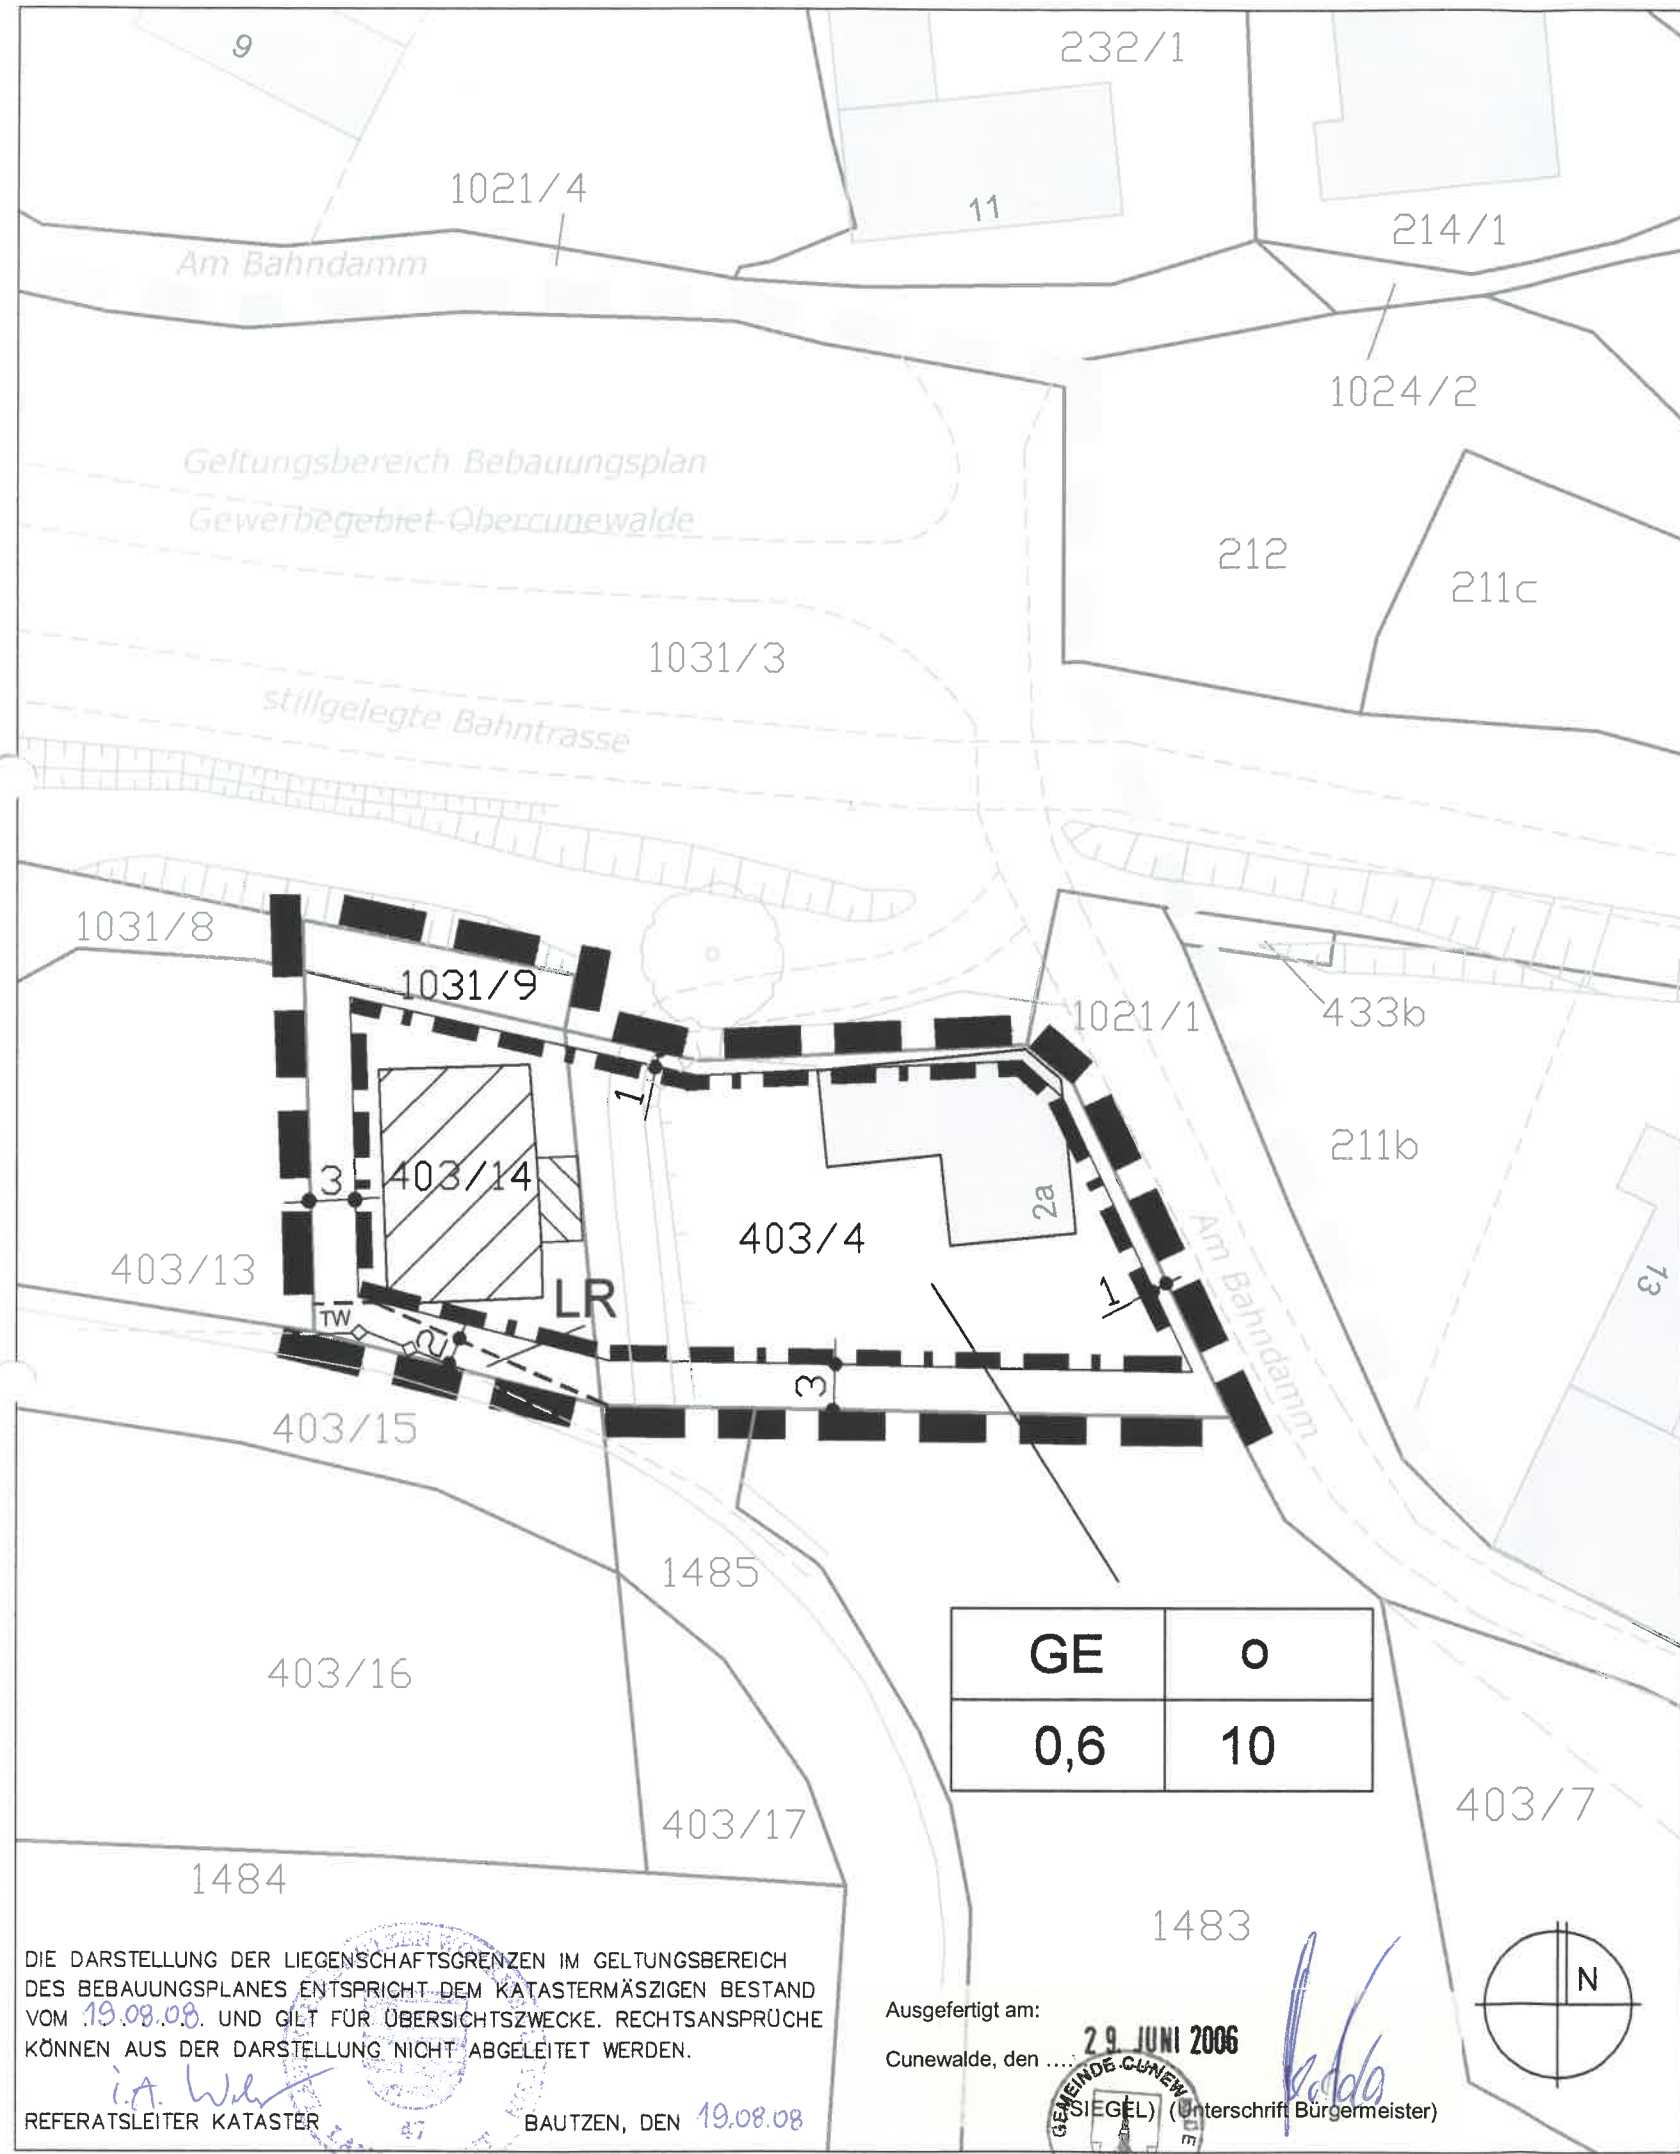 9
232/1
1021/4
11
214/1
Am Bahndamm
1024/2
Geltungsbereich Bebauungsplan
Gewerbegebiet Obercunewalde
212
211c
1031/3
stillgelegte Bahntrasse
1031/8
1031/9
1021/1
433b
1
211b
3
403/14
2a
403/4
Am Bahndamm
403/13
13
LR
1
TW
2
3
403/15
1485
GE
o
403/16
0,6
10
403/7
403/17
1484
1483
DIE DARSTELLUNG DER LIEGENSCHAFTSGRENZEN IM GELTUNGSBEREICH
DES BEBAUUNGSPLANES ENTSPRICHT DEM KATASTERMÄSZIGEN BESTAND
VOM 19.08.08. UND GILT FÜR ÜBERSICHTSZWECKE. RECHTSANSPRÜCHE
KÖNNEN AUS DER DARSTELLUNG NICHT ABGELEITET WERDEN.
i.A.
REFERATSLEITER KATASTER
47
BAUTZEN, DEN 19.08.08
Ausgefertigt am:
Cunewalde, den .... 29. JUNI 2006
GEMEINDE CUNEWALDE
(SIEGEL) (Unterschrift Bürgermeister)
N